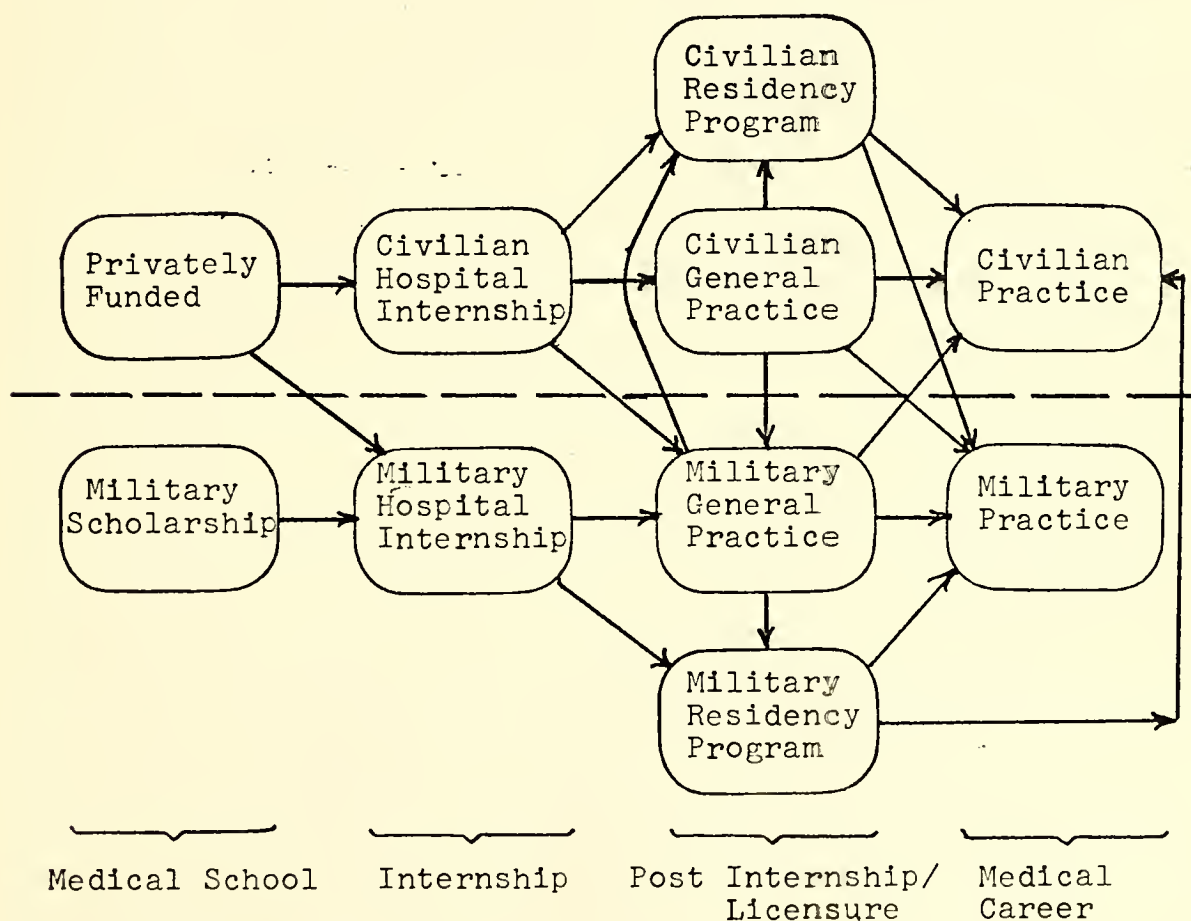 Civilian
Residency
Program
Privately
Funded
Civilian
Hospital
Internship
Civilian
General
Practice
Civilian
Practice
Military
Scholarship
Military
Hospital
Internship
Military
General
Practice
Military
Practice
Military
Residency
Program
Medical School
Internship
Post Internship/
Licensure
Medical
Career